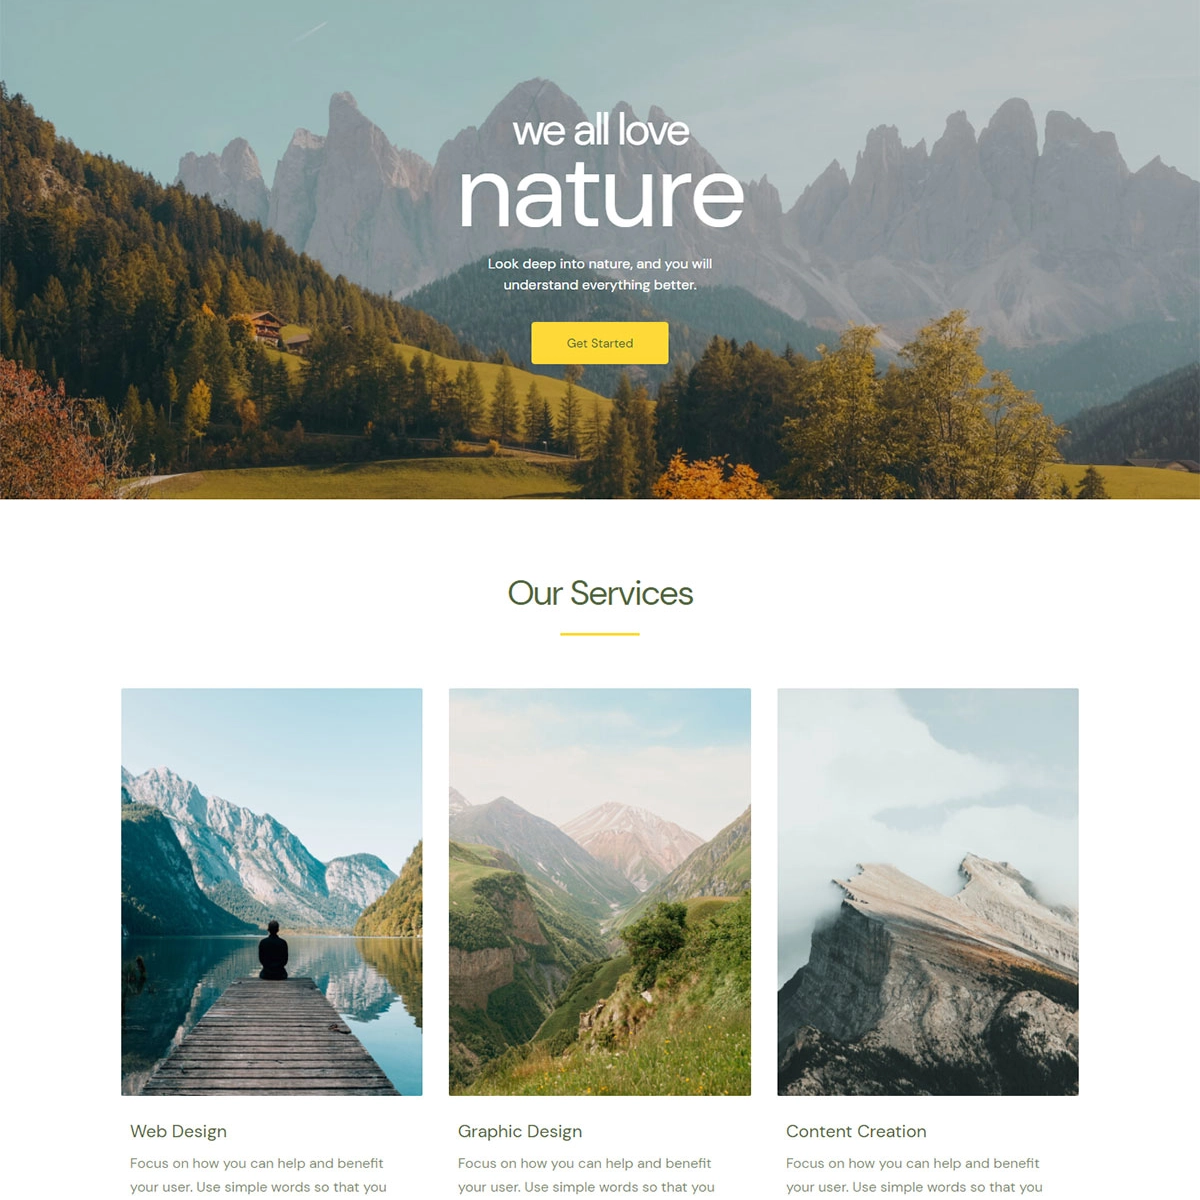 we all love
nature
Look deep into nature, and you will
understand everything better.
Get Started
Our Services
Web Design
Focus on how you can help and benefit
your user. Use simple words so that you
Graphic Design
Focus on how you can help and benefit
your user. Use simple words so that you
Content Creation
Focus on how you can help and benefit
your user. Use simple words so that you